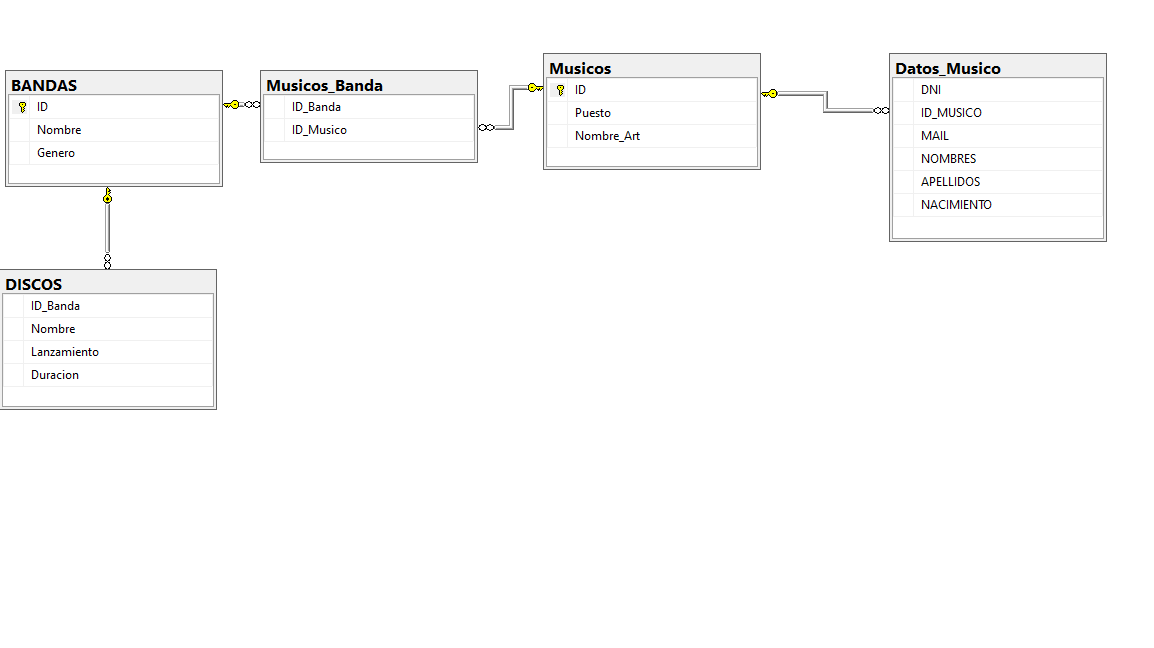 BANDAS
ID
Nombre
Genero
Musicos_Banda
ID_Banda
ID_Musico
Musicos
ID
Puesto
Nombre_Art
Datos_Musico
DNI
ID_MUSICO
MAIL
NOMBRES
APELLIDOS
NACIMIENTO
DISCOS
ID_Banda
Nombre
Lanzamiento
Duracion